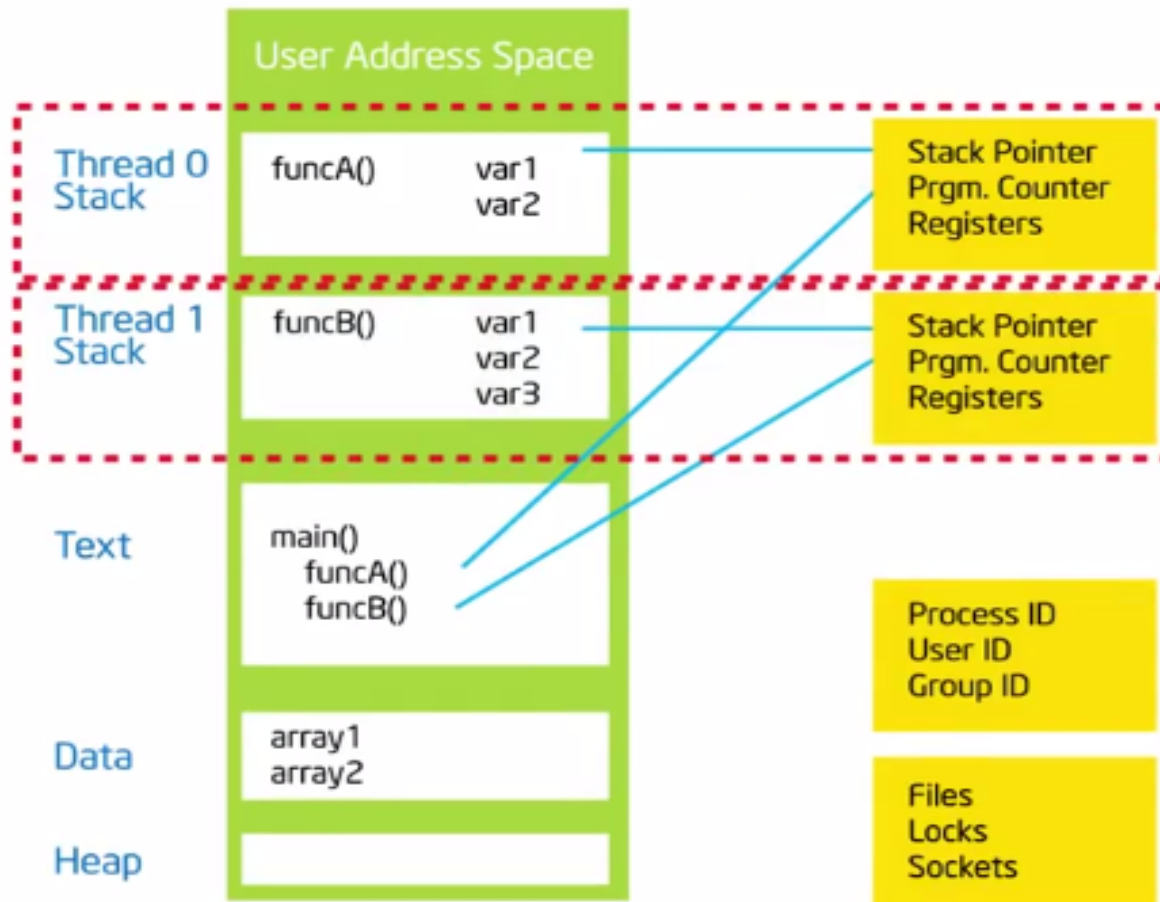 User Address Space
Thread 0
Stack
funcA() var1
var2
Stack Pointer
Prgm. Counter
Registers
Thread 1
Stack
funcB() var1
var2
var3
Stack Pointer
Prgm. Counter
Registers
Text
main()
funcA()
funcB()
Process ID
User ID
Group ID
Data
array1
array2
Files
Locks
Sockets
Heap